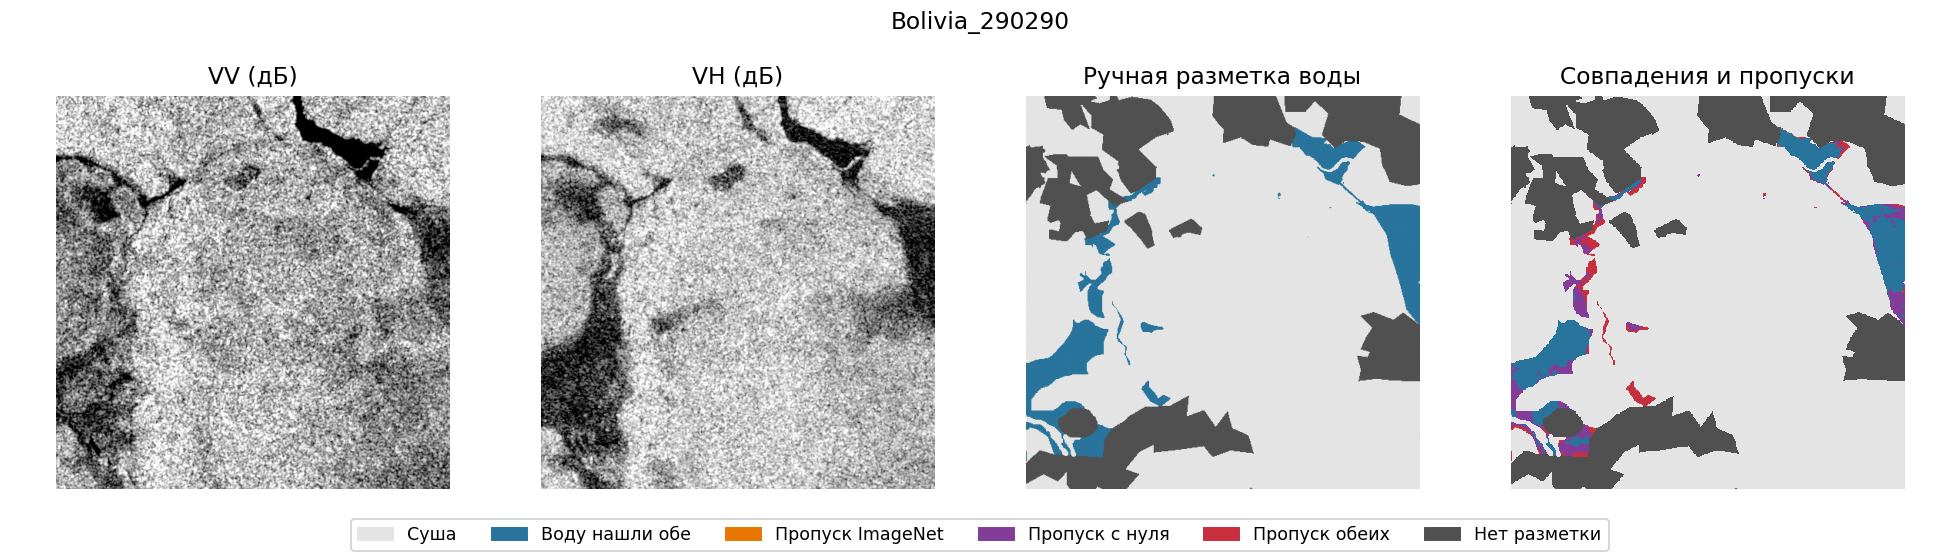 Bolivia_290290
VV (дБ)
VH (дБ)
Ручная разметка воды
Совпадения и пропуски
Суша
Воду нашли обе
Пропуск ImageNet
Пропуск с нуля
Пропуск обеих
Нет разметки